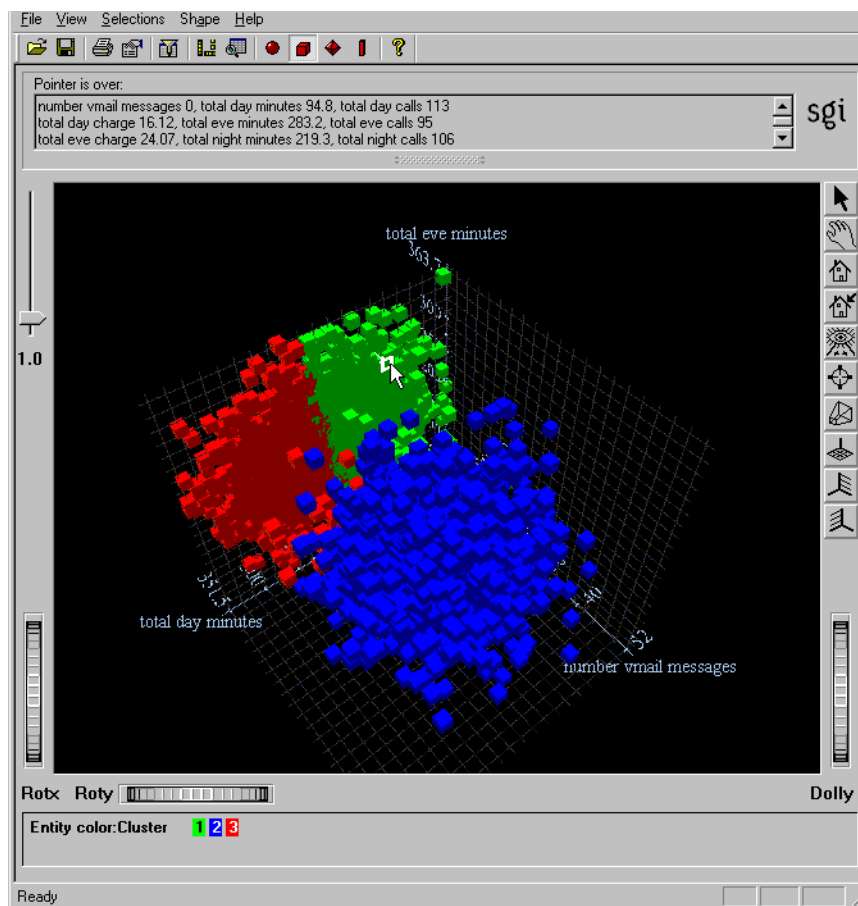 File View Selections Shape Help
Pointer is over:
number vmail messages 0, total day minutes 94.8, total day calls 113
total day charge 16.12, total eve minutes 283.2, total eve calls 95
total eve charge 24.07, total night minutes 219.3, total night calls 106
sgi
total eve minutes
363.7
1.0
351.5
total day minutes
40
52
number vmail messages
Rotx Roty
Dolly
Entity color:Cluster 1 2 3
Ready